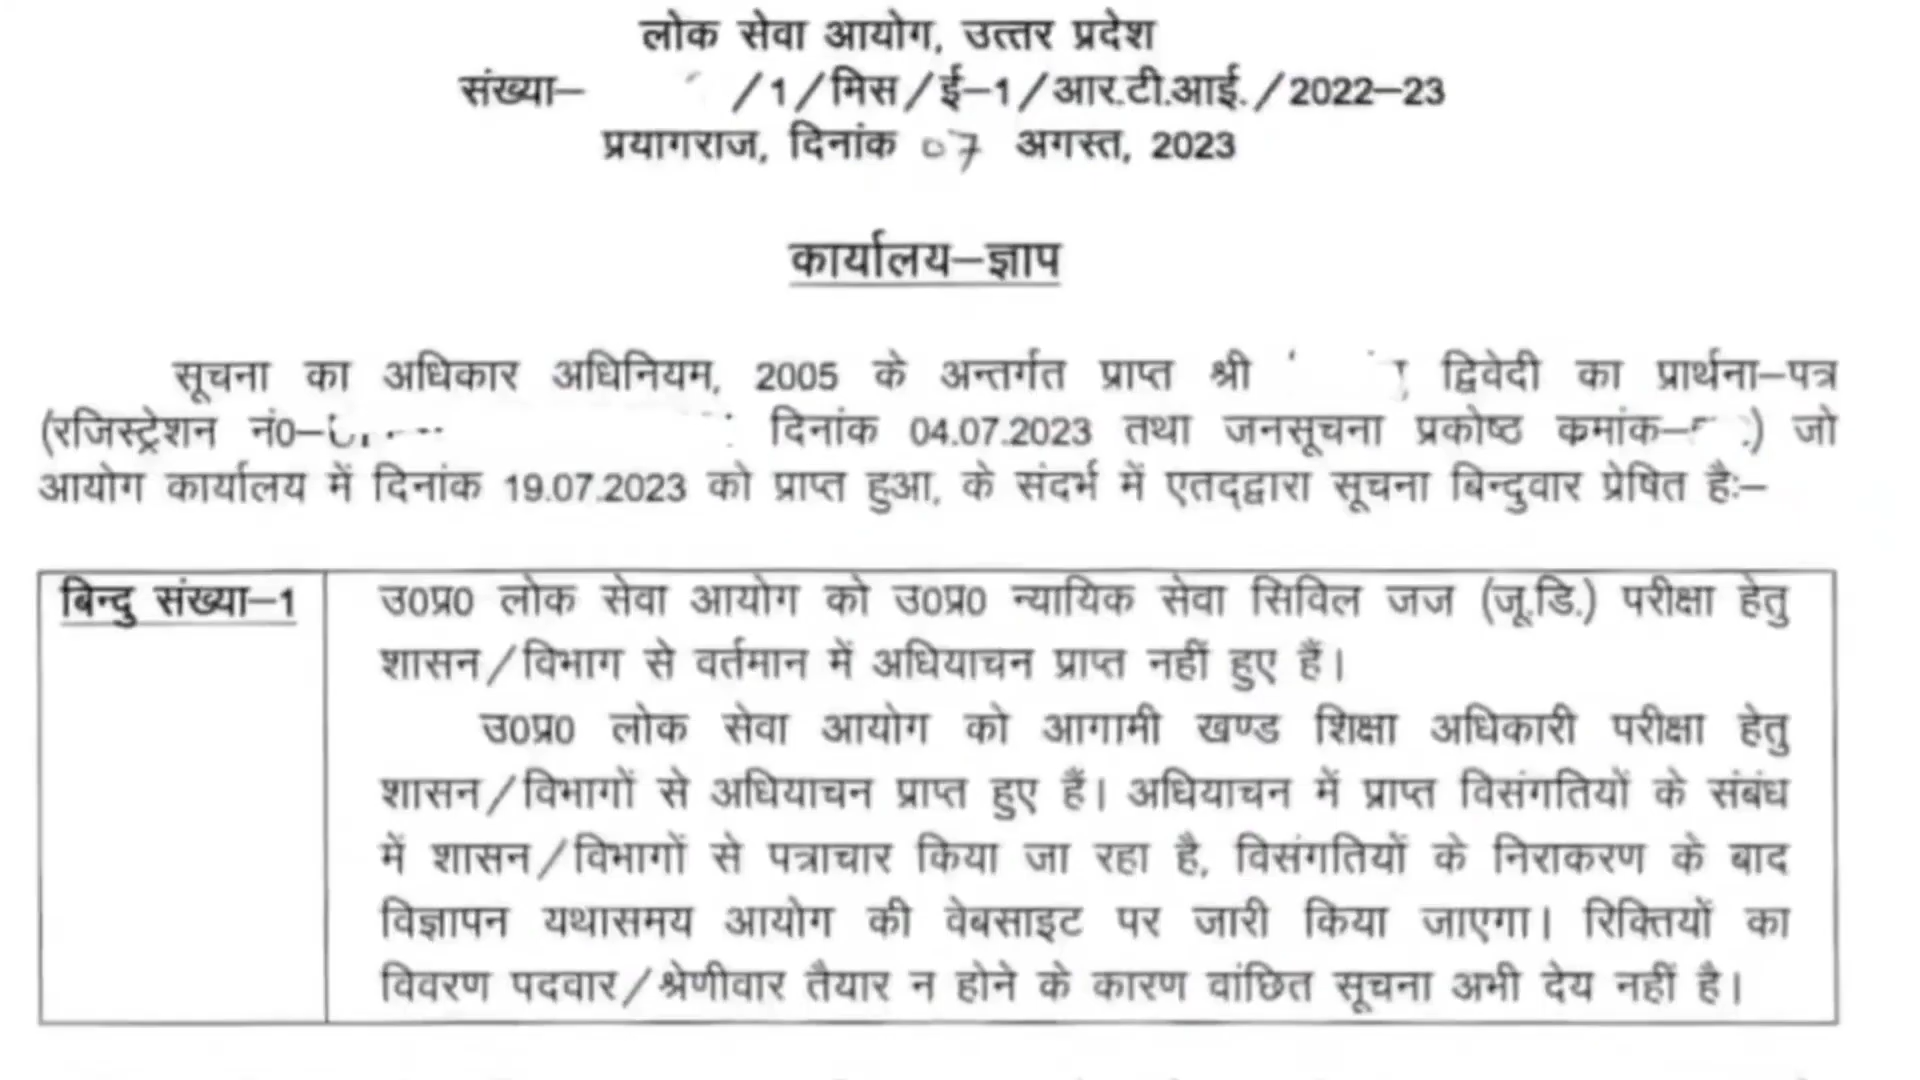 लोक सेवा आयोग, उत्तर प्रदेश
संख्या– /1/मिस/ई–1/आर.टी.आई./2022–23
प्रयागराज, दिनांक 07 अगस्त, 2023
कार्यालय–ज्ञाप
सूचना का अधिकार अधिनियम, 2005 के अन्तर्गत प्राप्त श्री द्विवेदी का प्रार्थना–पत्र
(रजिस्ट्रेशन नं0– दिनांक 04.07.2023 तथा जनसूचना प्रकोष्ठ क्रमांक– ) जो
आयोग कार्यालय में दिनांक 19.07.2023 को प्राप्त हुआ, के संदर्भ में एतद्द्वारा सूचना बिन्दुवार प्रेषित है:–
बिन्दु संख्या–1
उ0प्र0 लोक सेवा आयोग को उ0प्र0 न्यायिक सेवा सिविल जज (जू.डि.) परीक्षा हेतु
शासन/विभाग से वर्तमान में अधियाचन प्राप्त नहीं हुए हैं।
उ0प्र0 लोक सेवा आयोग को आगामी खण्ड शिक्षा अधिकारी परीक्षा हेतु
शासन/विभागों से अधियाचन प्राप्त हुए हैं। अधियाचन में प्राप्त विसंगतियों के संबंध
में शासन/विभागों से पत्राचार किया जा रहा है, विसंगतियों के निराकरण के बाद
विज्ञापन यथासमय आयोग की वेबसाइट पर जारी किया जाएगा। रिक्तियों का
विवरण पदवार/श्रेणीवार तैयार न होने के कारण वांछित सूचना अभी देय नहीं है।